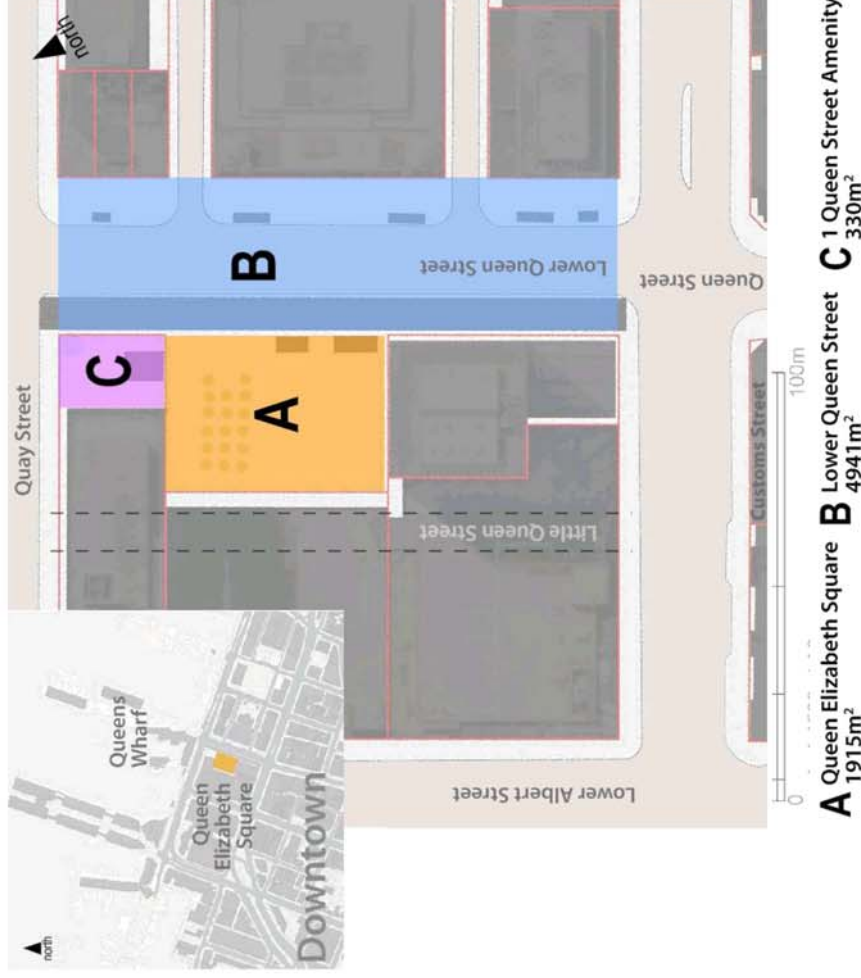 north
Quay Street
C
B
A
Lower Queen Street
Queen Street
Little Queen Street
Customs Street
100m
0
Lower Albert Street
north
Queens
Wharf
Queen
Elizabeth
Square
Downtown
A Queen Elizabeth Square
1915m²
B Lower Queen Street
4941m²
C 1 Queen Street Amenity
330m²